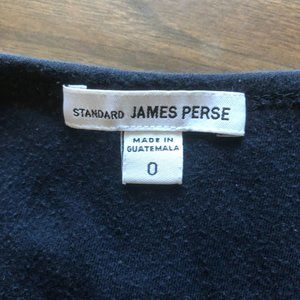 STANDARD JAMES PERSE
MADE IN
GUATEMALA
0